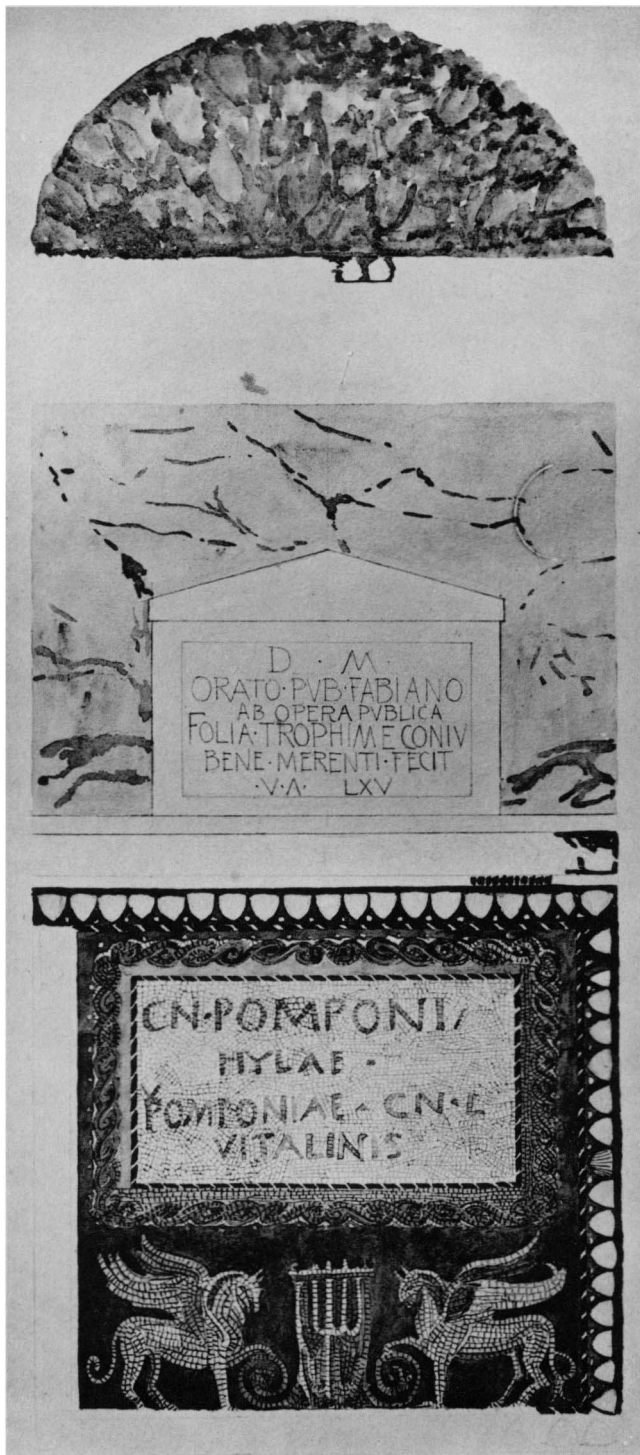 D · M ·
ORATO · PVB · FABIANO
AB OPERA PVBLICA
FOLIA · TROPHIME CONIV
BENE · MERENTI · FECIT
· V · A · LXV
CN · POMPONI
HYLAE ·
POMPONIAE · CN · L
VITALINIS